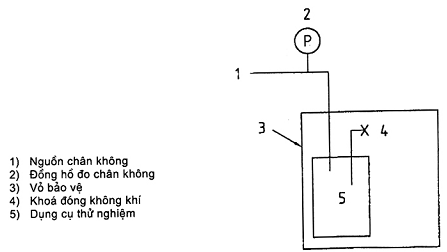 2
P
1
3
4
5
1) Nguồn chân không
2) Đồng hồ đo chân không
3) Vỏ bảo vệ
4) Khoá đóng không khí
5) Dụng cụ thử nghiệm